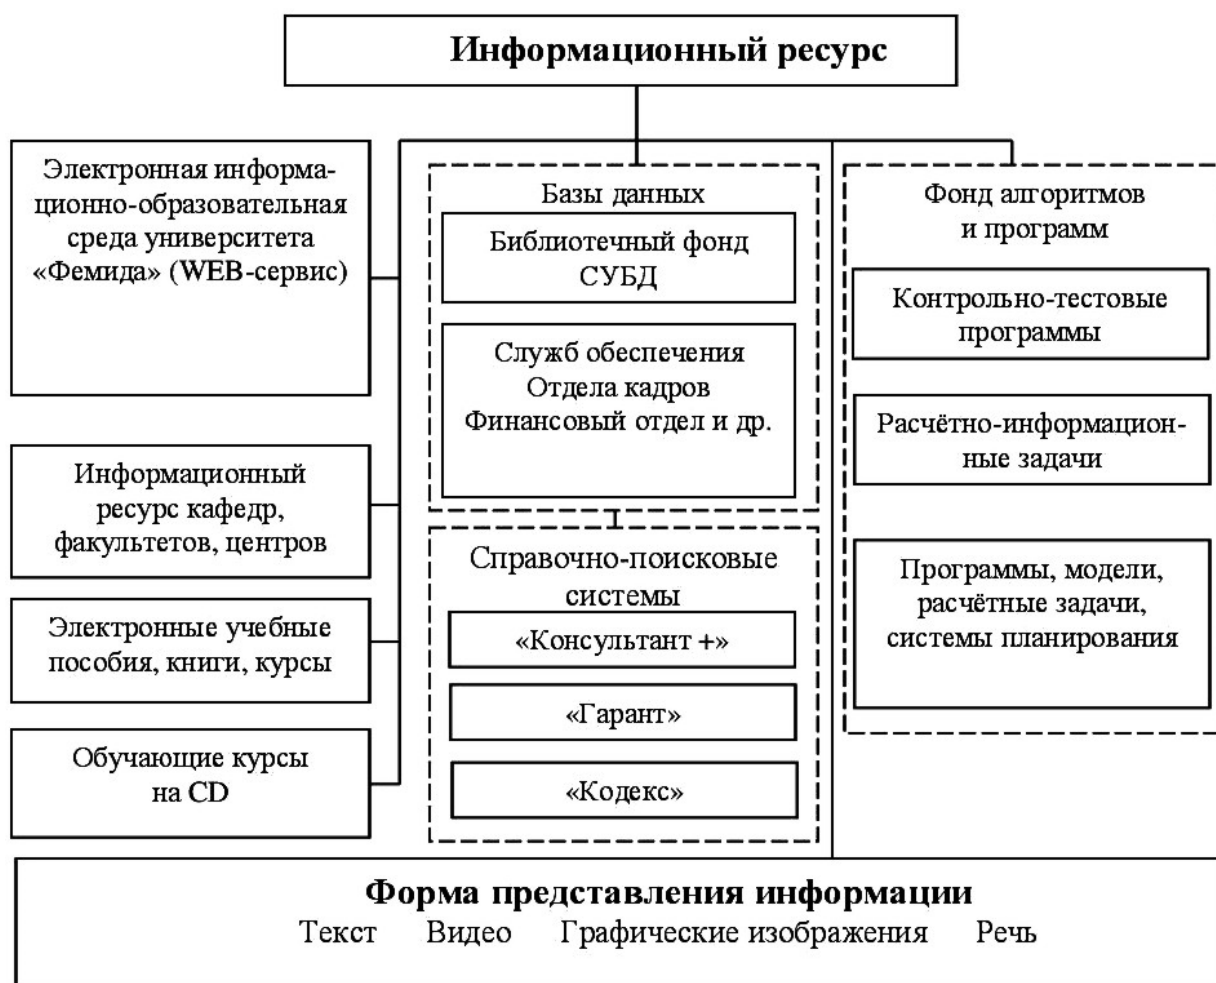 Информационный ресурс
Электронная информа-
ционно-образовательная
среда университета
«Фемида» (WEB-сервис)
Информационный
ресурс кафедр,
факультетов, центров
Электронные учебные
пособия, книги, курсы
Обучающие курсы
на CD
Базы данных
Библиотечный фонд
СУБД
Служб обеспечения
Отдела кадров
Финансовый отдел и др.
Справочно-поисковые
системы
«Консультант +»
«Гарант»
«Кодекс»
Фонд алгоритмов
и программ
Контрольно-тестовые
программы
Расчётно-информацион-
ные задачи
Программы, модели,
расчётные задачи,
системы планирования
Форма представления информации
Текст Видео Графические изображения Речь